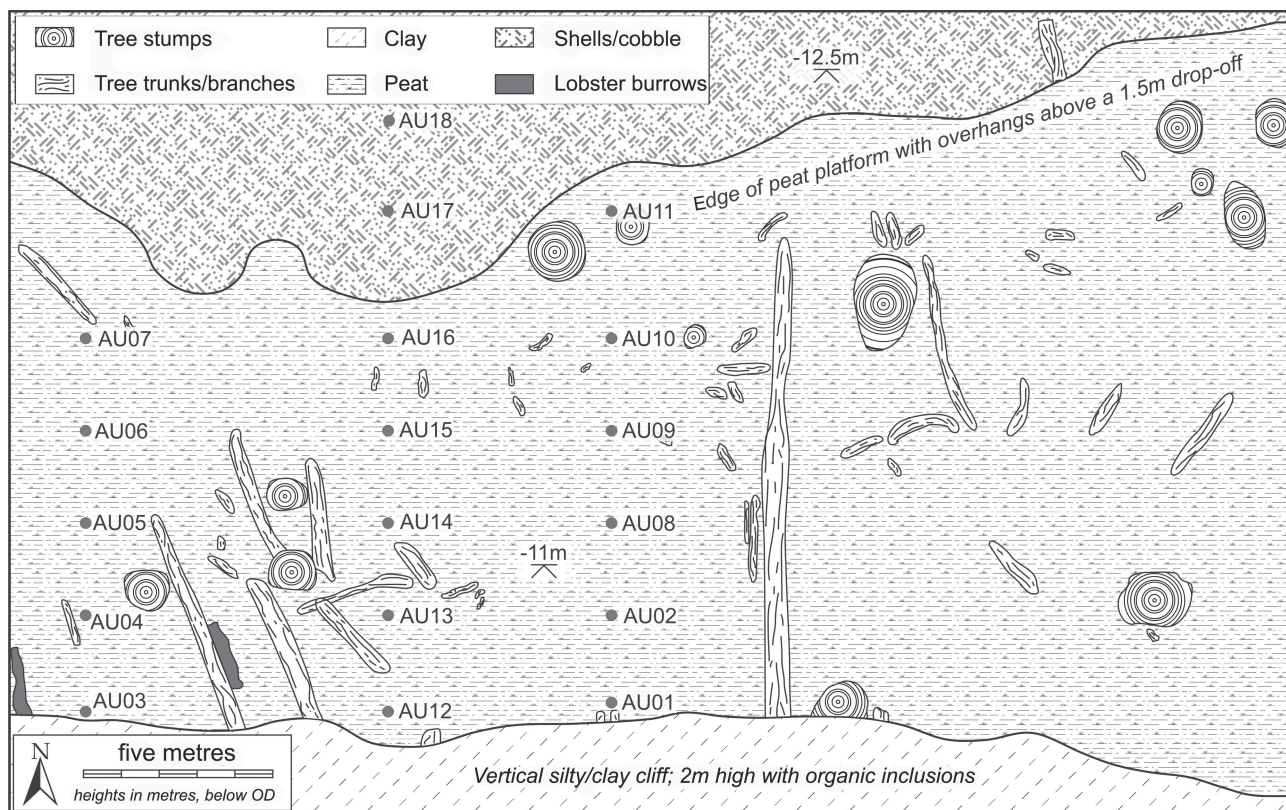 Tree stumps
Clay
Shells/cobble
Tree trunks/branches
Peat
Lobster burrows
-12.5m
Edge of peat platform with overhangs above a 1.5m drop-off
AU18
AU17
AU11
AU07
AU16
AU10
AU06
AU15
AU09
AU05
AU14
AU08
-11m
AU04
AU13
AU02
AU03
AU12
AU01
N
five metres
heights in metres, below OD
Vertical silty/clay cliff; 2m high with organic inclusions